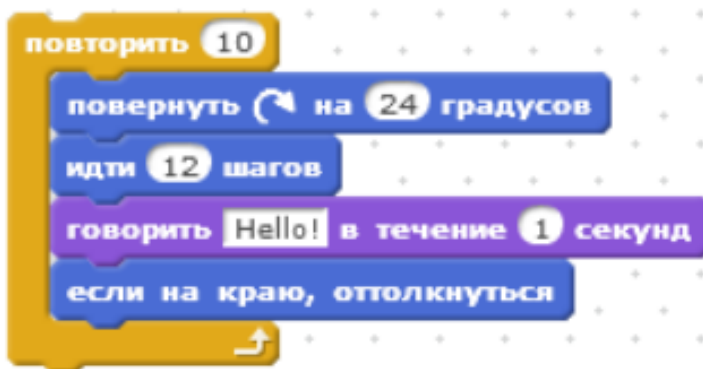 повторить 10
повернуть на 24 градусов
идти 12 шагов
говорить Hello! в течение 1 секунд
если на краю, оттолкнуться